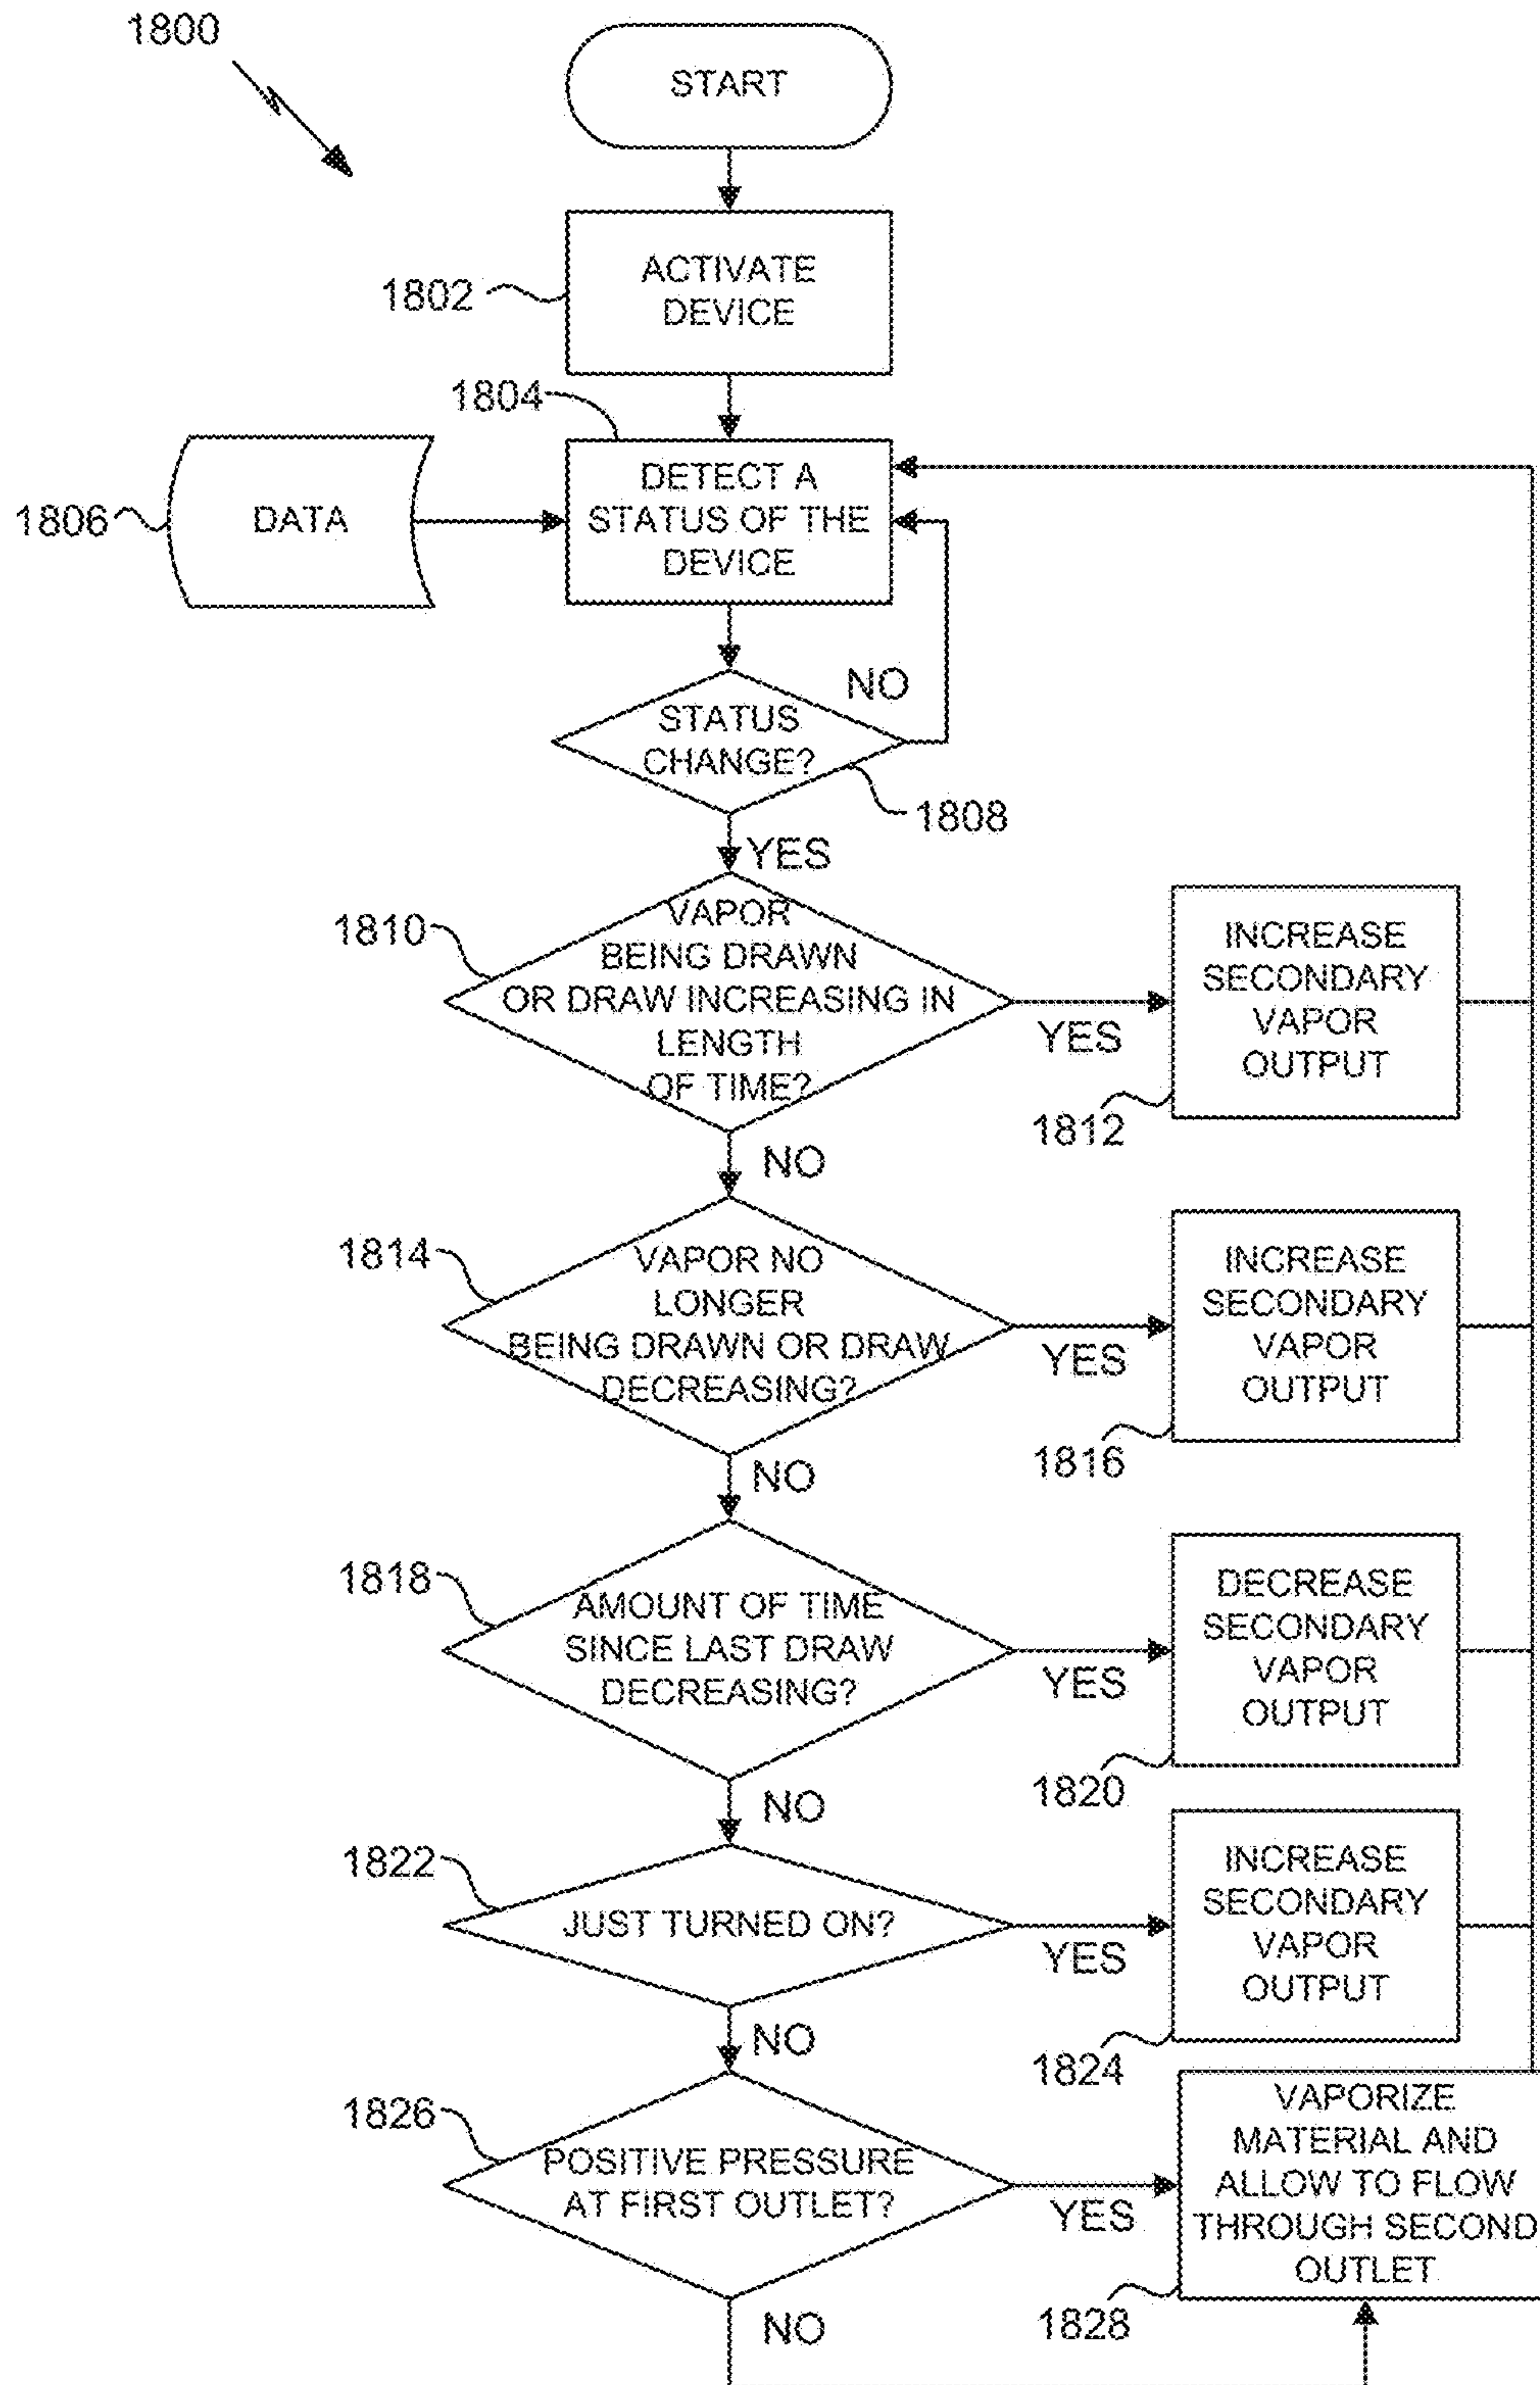 1800
START
1802
ACTIVATE
DEVICE
1804
1806
DATA
DETECT A
STATUS OF THE
DEVICE
NO
STATUS
CHANGE?
1808
YES
1810
VAPOR
BEING DRAWN
OR DRAW INCREASING IN
LENGTH
OF TIME?
YES
INCREASE
SECONDARY
VAPOR
OUTPUT
1812
NO
1814
VAPOR NO
LONGER
BEING DRAWN OR DRAW
DECREASING?
YES
INCREASE
SECONDARY
VAPOR
OUTPUT
1816
NO
1818
AMOUNT OF TIME
SINCE LAST DRAW
DECREASING?
YES
DECREASE
SECONDARY
VAPOR
OUTPUT
1820
NO
1822
JUST TURNED ON?
YES
INCREASE
SECONDARY
VAPOR
OUTPUT
1824
NO
1826
POSITIVE PRESSURE
AT FIRST OUTLET?
YES
VAPORIZE
MATERIAL AND
ALLOW TO FLOW
THROUGH SECOND
OUTLET
1828
NO